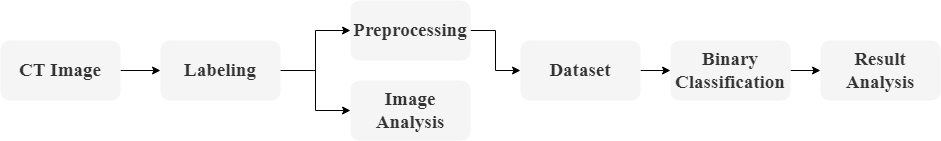 CT Image
Labeling
Preprocessing
Image
Analysis
Dataset
Binary
Classification
Result
Analysis